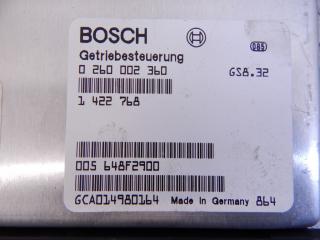 BOSCH
Getriebesteuerung
0 260 002 360 GS8.32
1 422 768
005 648F2900
GCA014980164 Made in Germany 864